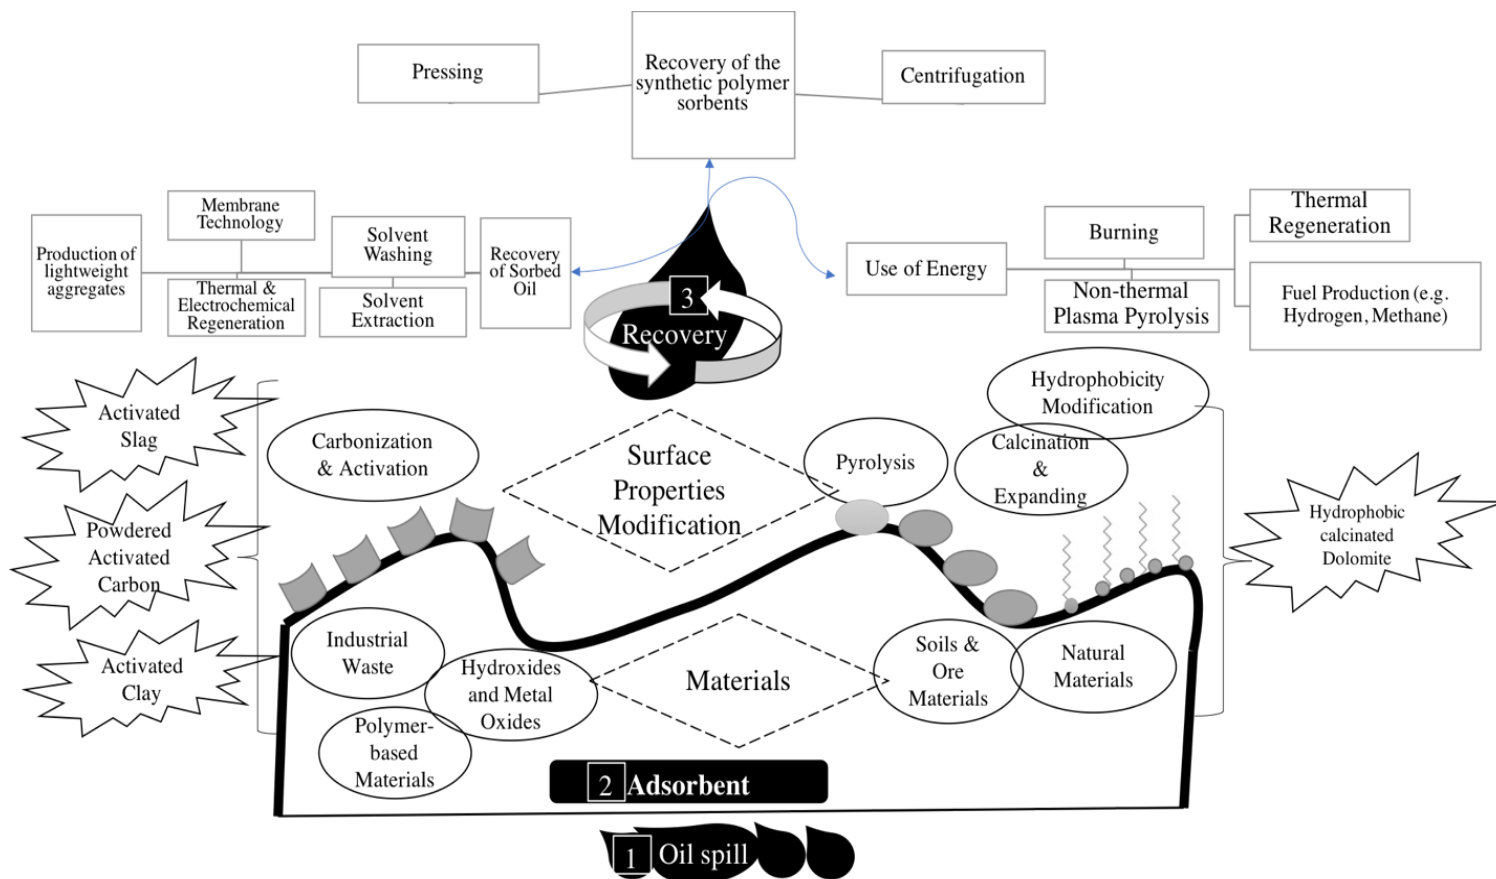 Pressing
Recovery of the
synthetic polymer
sorbents
Centrifugation
Production of
lightweight
aggregates
Membrane
Technology
Thermal &
Electrochemical
Regeneration
Solvent
Washing
Solvent
Extraction
Recovery
of Sorbed
Oil
3
Recovery
Use of Energy
Burning
Non-thermal
Plasma Pyrolysis
Thermal
Regeneration
Fuel Production (e.g.
Hydrogen, Methane)
Activated
Slag
Powdered
Activated
Carbon
Activated
Clay
Carbonization
& Activation
Surface
Properties
Modification
Pyrolysis
Hydrophobicity
Modification
Calcination
&
Expanding
Hydrophobic
calcinated
Dolomite
Industrial
Waste
Hydroxides
and Metal
Oxides
Polymer-
based
Materials
Materials
Soils &
Ore
Materials
Natural
Materials
2 Adsorbent
1 Oil spill